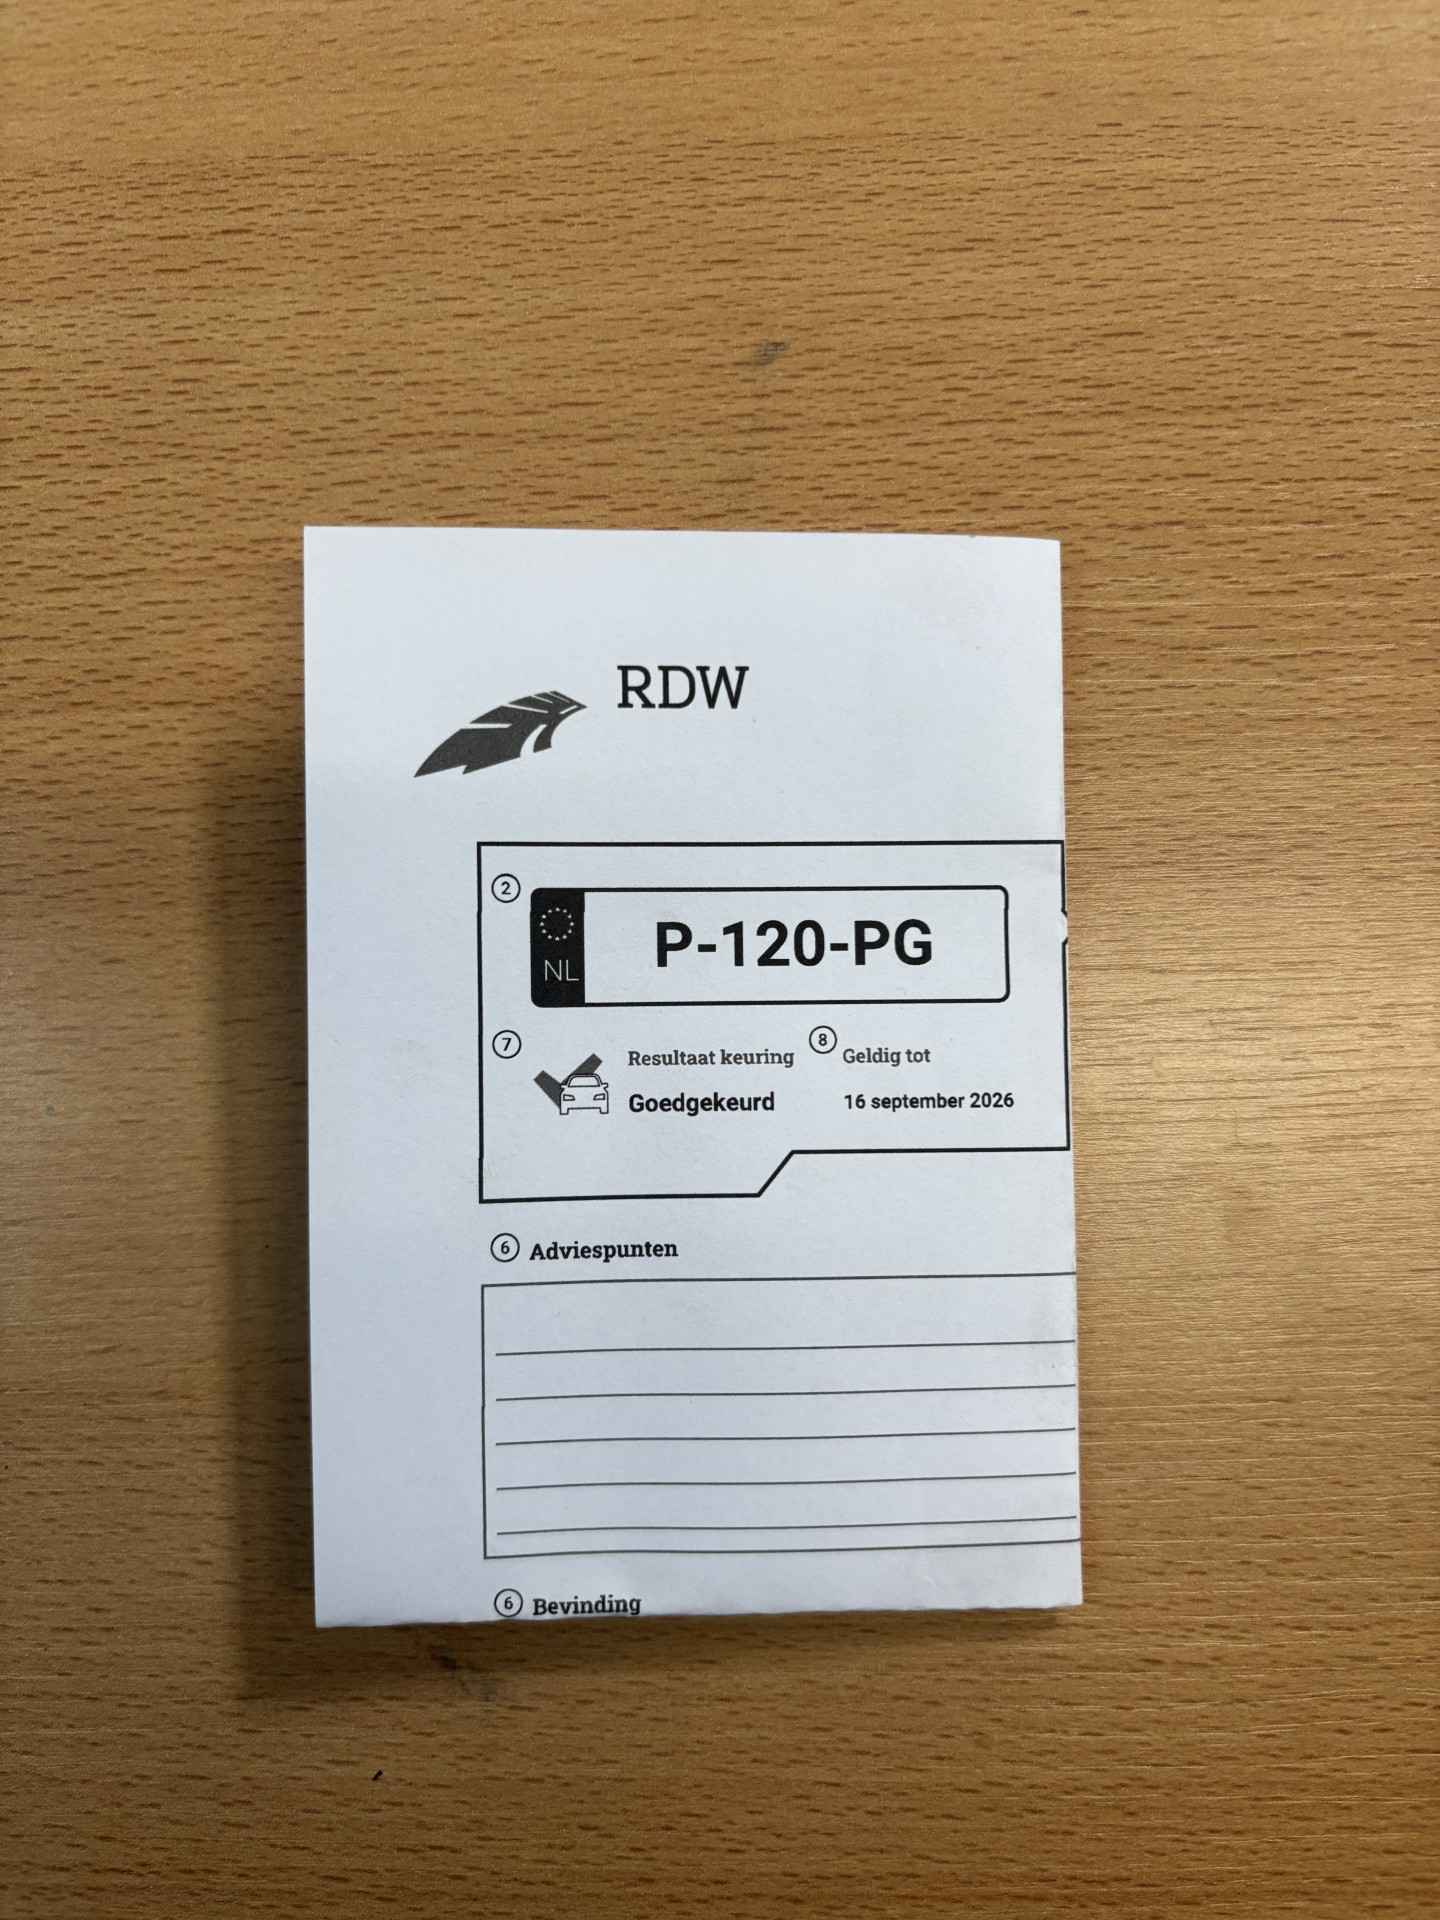 RDW
2
NL P-120-PG
7 Resultaat keuring 8 Geldig tot
Goedgekeurd 16 september 2026
6 Adviespunten
6 Bevinding